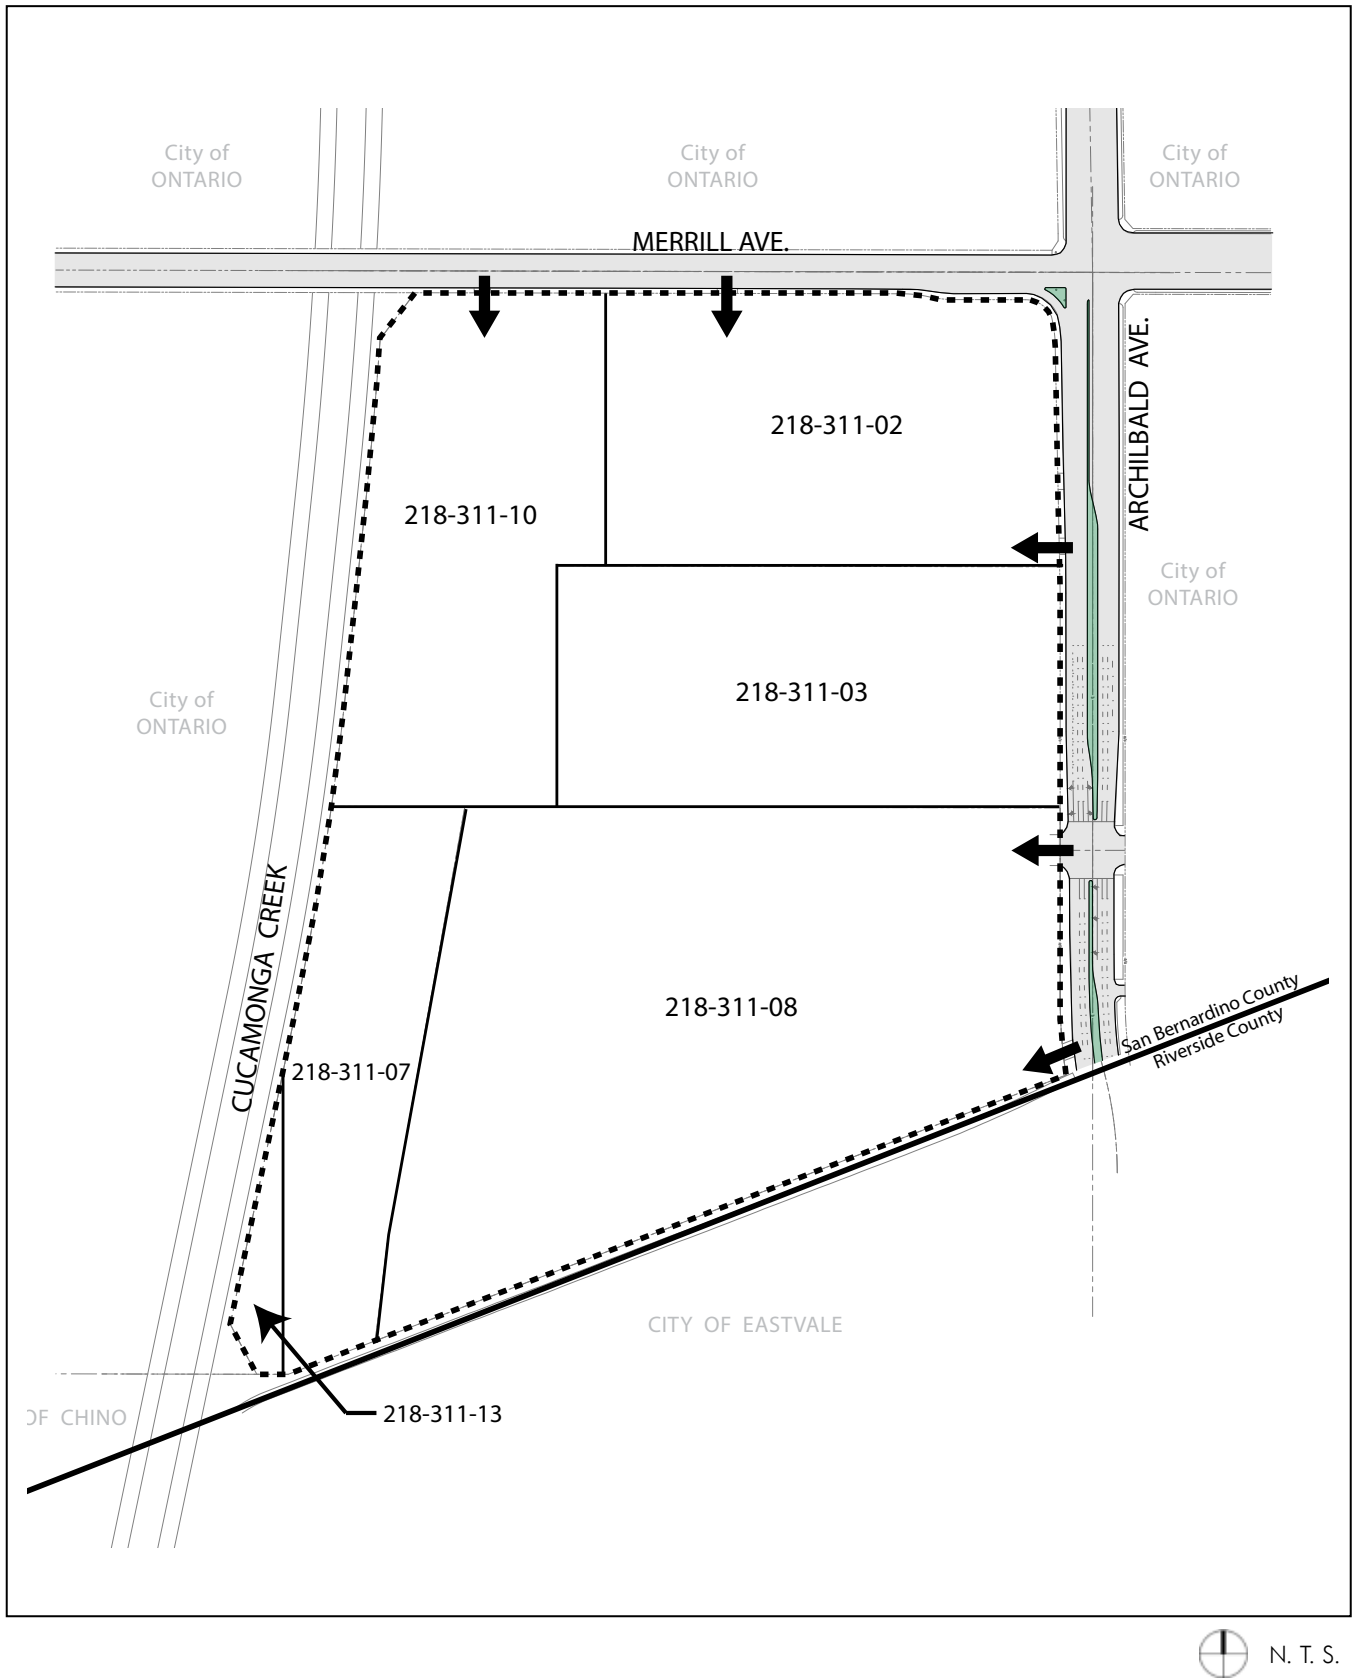 City of
ONTARIO
City of
ONTARIO
City of
ONTARIO
MERRILL AVE.
ARCHILBALD AVE.
218-311-02
218-311-10
City of
ONTARIO
218-311-03
City of
ONTARIO
CUCAMONGA CREEK
218-311-08
San Bernardino County
Riverside County
218-311-07
CITY OF EASTVALE
218-311-13
OF CHINO
N. T. S.